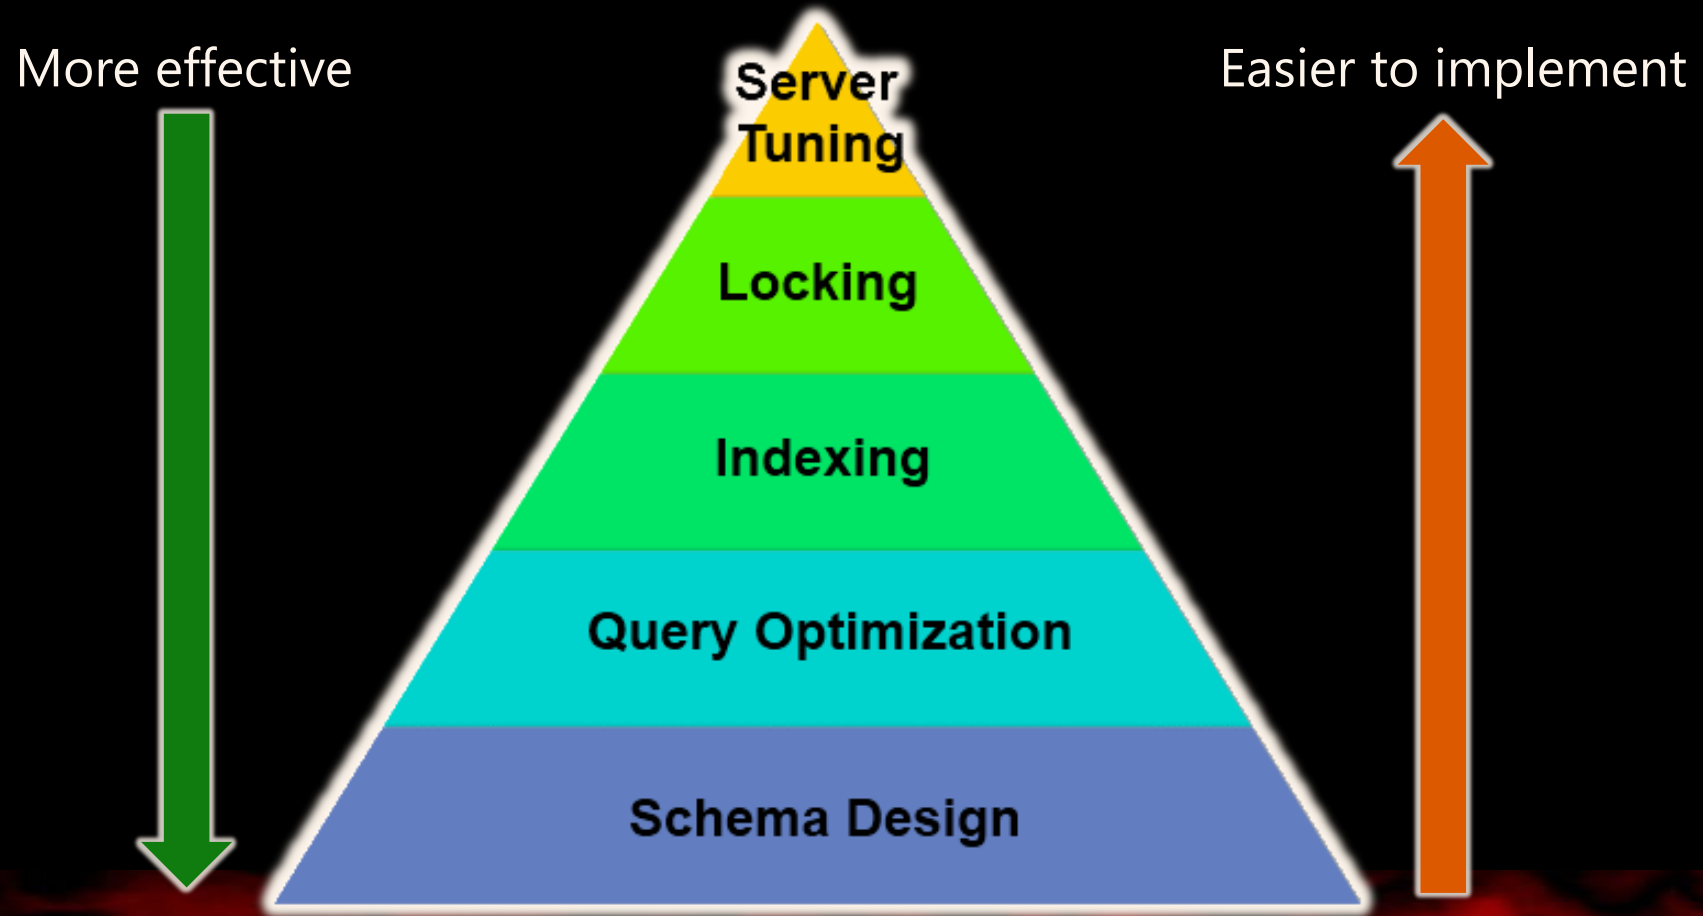 More effective
Easier to implement
Server
Tuning
Locking
Indexing
Query Optimization
Schema Design